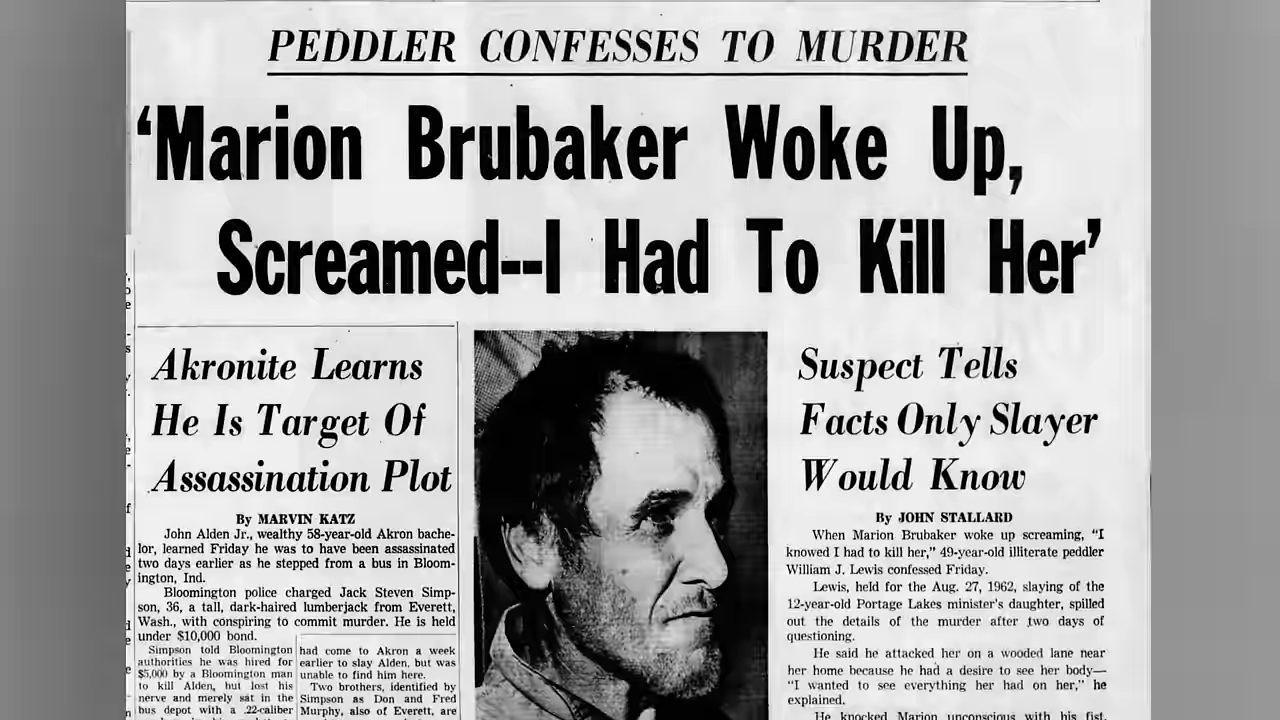 PEDDLER CONFESSES TO MURDER
‘Marion Brubaker Woke Up,
Screamed--I Had To Kill Her’
Akronite Learns
He Is Target Of
Assassination Plot
By MARVIN KATZ
John Alden Jr., wealthy 58-year-old Akron bache-
lor, learned Friday he was to have been assassinated
two days earlier as he stepped from a bus in Bloom-
ington, Ind.
Bloomington police charged Jack Steven Simp-
son, 36, a tall, dark-haired lumberjack from Everett,
Wash., with conspiring to commit murder. He is held
under $10,000 bond.
Simpson told Bloomington
authorities he was hired for
$5,000 by a Bloomington man
to kill Alden, but lost his
nerve and merely sat in the
bus depot with a .22-caliber
had come to Akron a week
earlier to slay Alden, but was
unable to find him here.
Two brothers, identified by
Simpson as Don and Fred
Murphy, also of Everett, are
Suspect Tells
Facts Only Slayer
Would Know
By JOHN STALLARD
When Marion Brubaker woke up screaming, “I
knowed I had to kill her,” 49-year-old illiterate peddler
William J. Lewis confessed Friday.
Lewis, held for the Aug. 27, 1962, slaying of the
12-year-old Portage Lakes minister’s daughter, spilled
out the details of the murder after two days of
questioning.
He said he attacked her on a wooded lane near
her home because he had a desire to see her body—
“I wanted to see everything her had on her,” he
explained.
He knocked Marion unconscious with his fist,